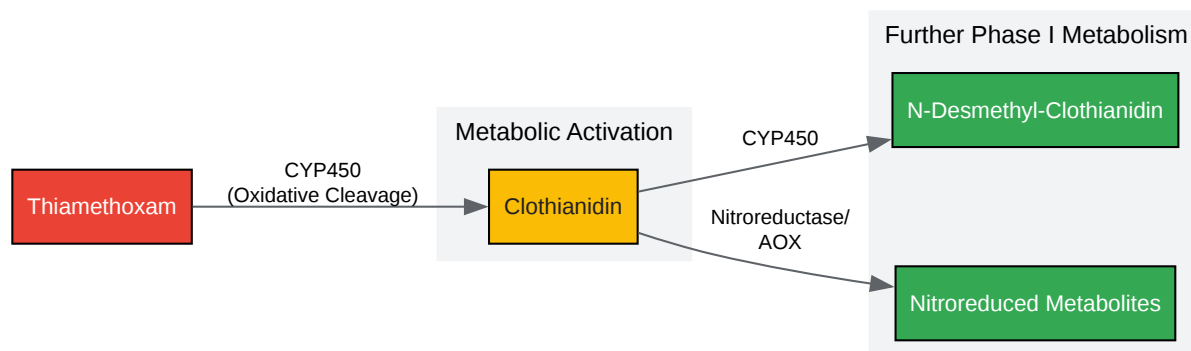 Further Phase I Metabolism
N-Desmethyl-Clothianidin
Metabolic Activation
CYP450
CYP450
(Oxidative Cleavage)
Thiamethoxam
Clothianidin
Nitroreductase/
AOX
Nitroreduced Metabolites